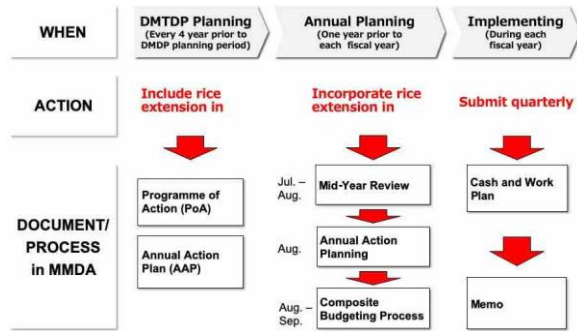 WHEN
DMTDP Planning
(Every 4 year prior to
DMDP planning period)
Annual Planning
(One year prior to
each fiscal year)
Implementing
(During each
fiscal year)
ACTION
Include rice
extension in
Incorporate rice
extension in
Submit quarterly
DOCUMENT/
PROCESS
in MMDA
Programme of
Action (PoA)
Annual Action
Plan (AAP)
Jul. –
Aug.
Mid-Year Review
Aug.
Annual Action
Planning
Aug. –
Sep.
Composite
Budgeting Process
Cash and Work
Plan
Memo